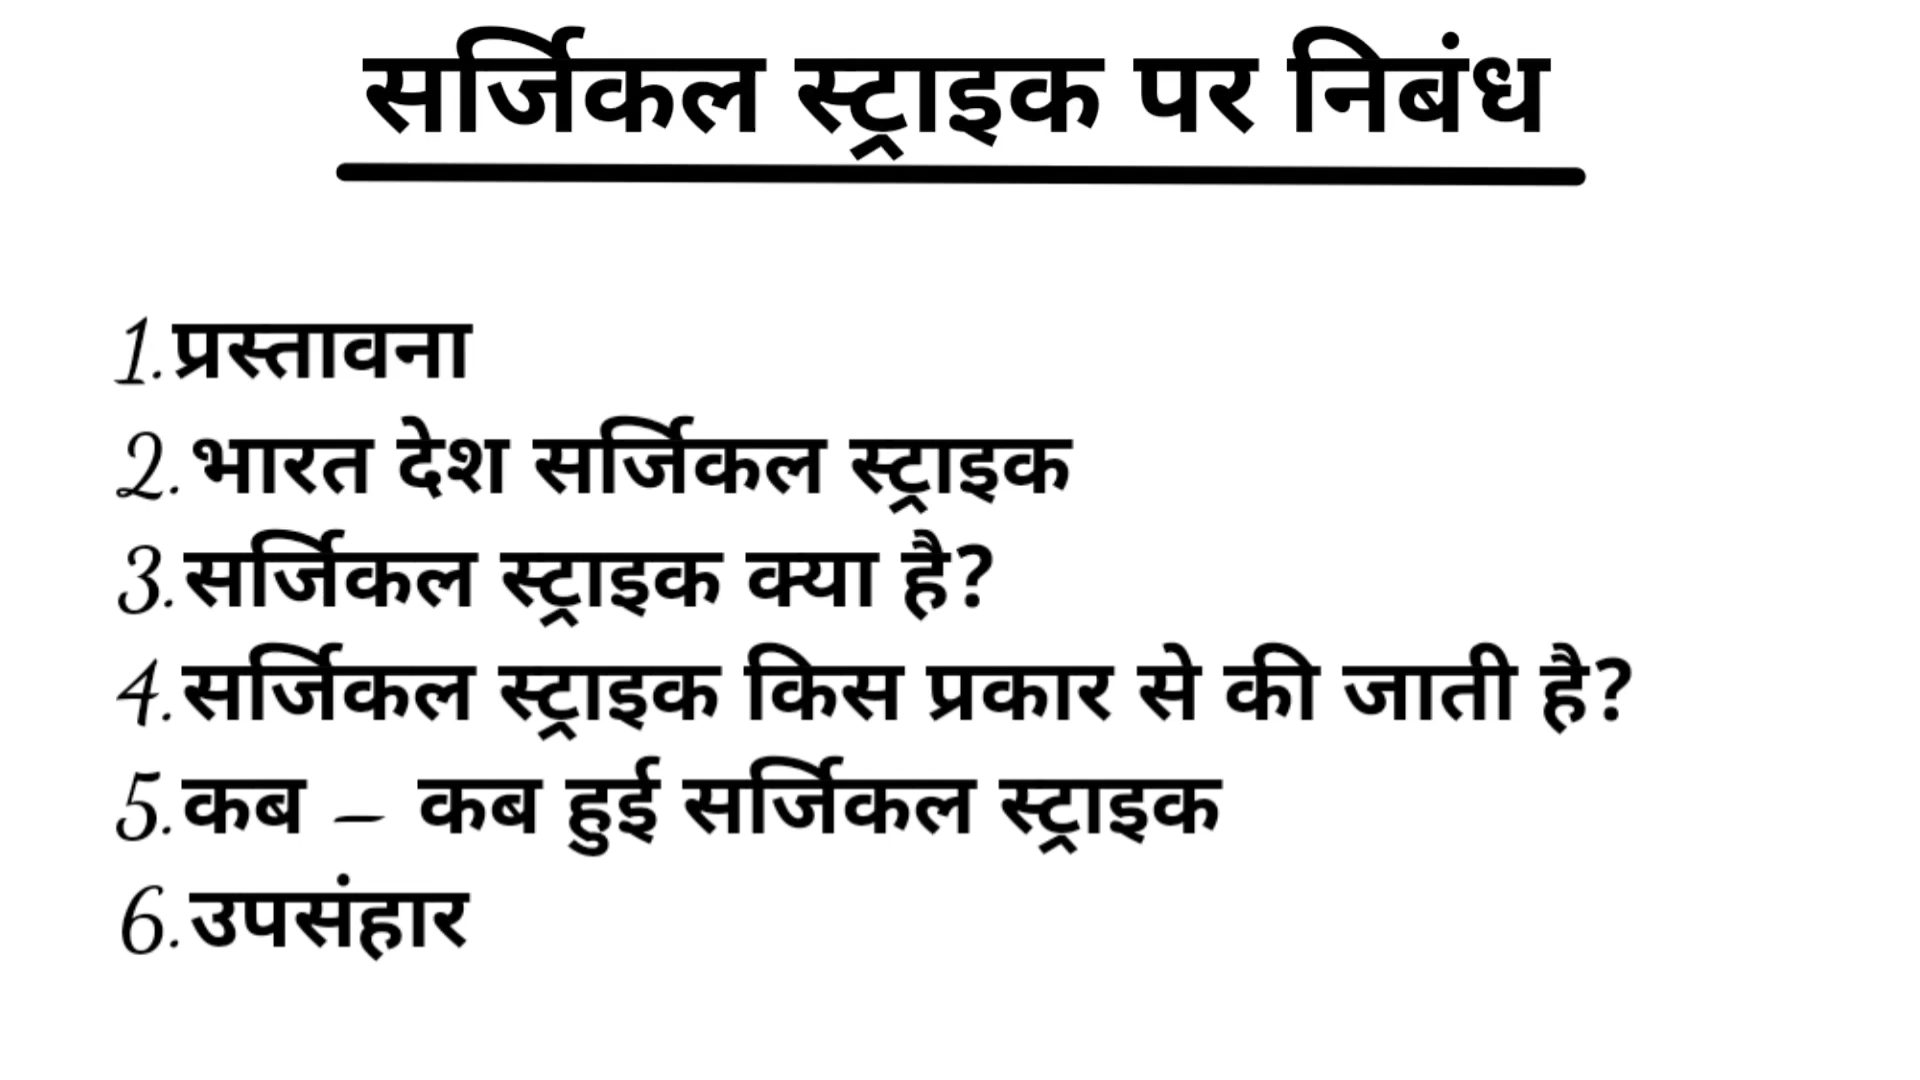 सर्जिकल स्ट्राइक पर निबंध
1.प्रस्तावना
2. भारत देश सर्जिकल स्ट्राइक
3.सर्जिकल स्ट्राइक क्या है?
4.सर्जिकल स्ट्राइक किस प्रकार से की जाती है?
5.कब – कब हुई सर्जिकल स्ट्राइक
6.उपसंहार